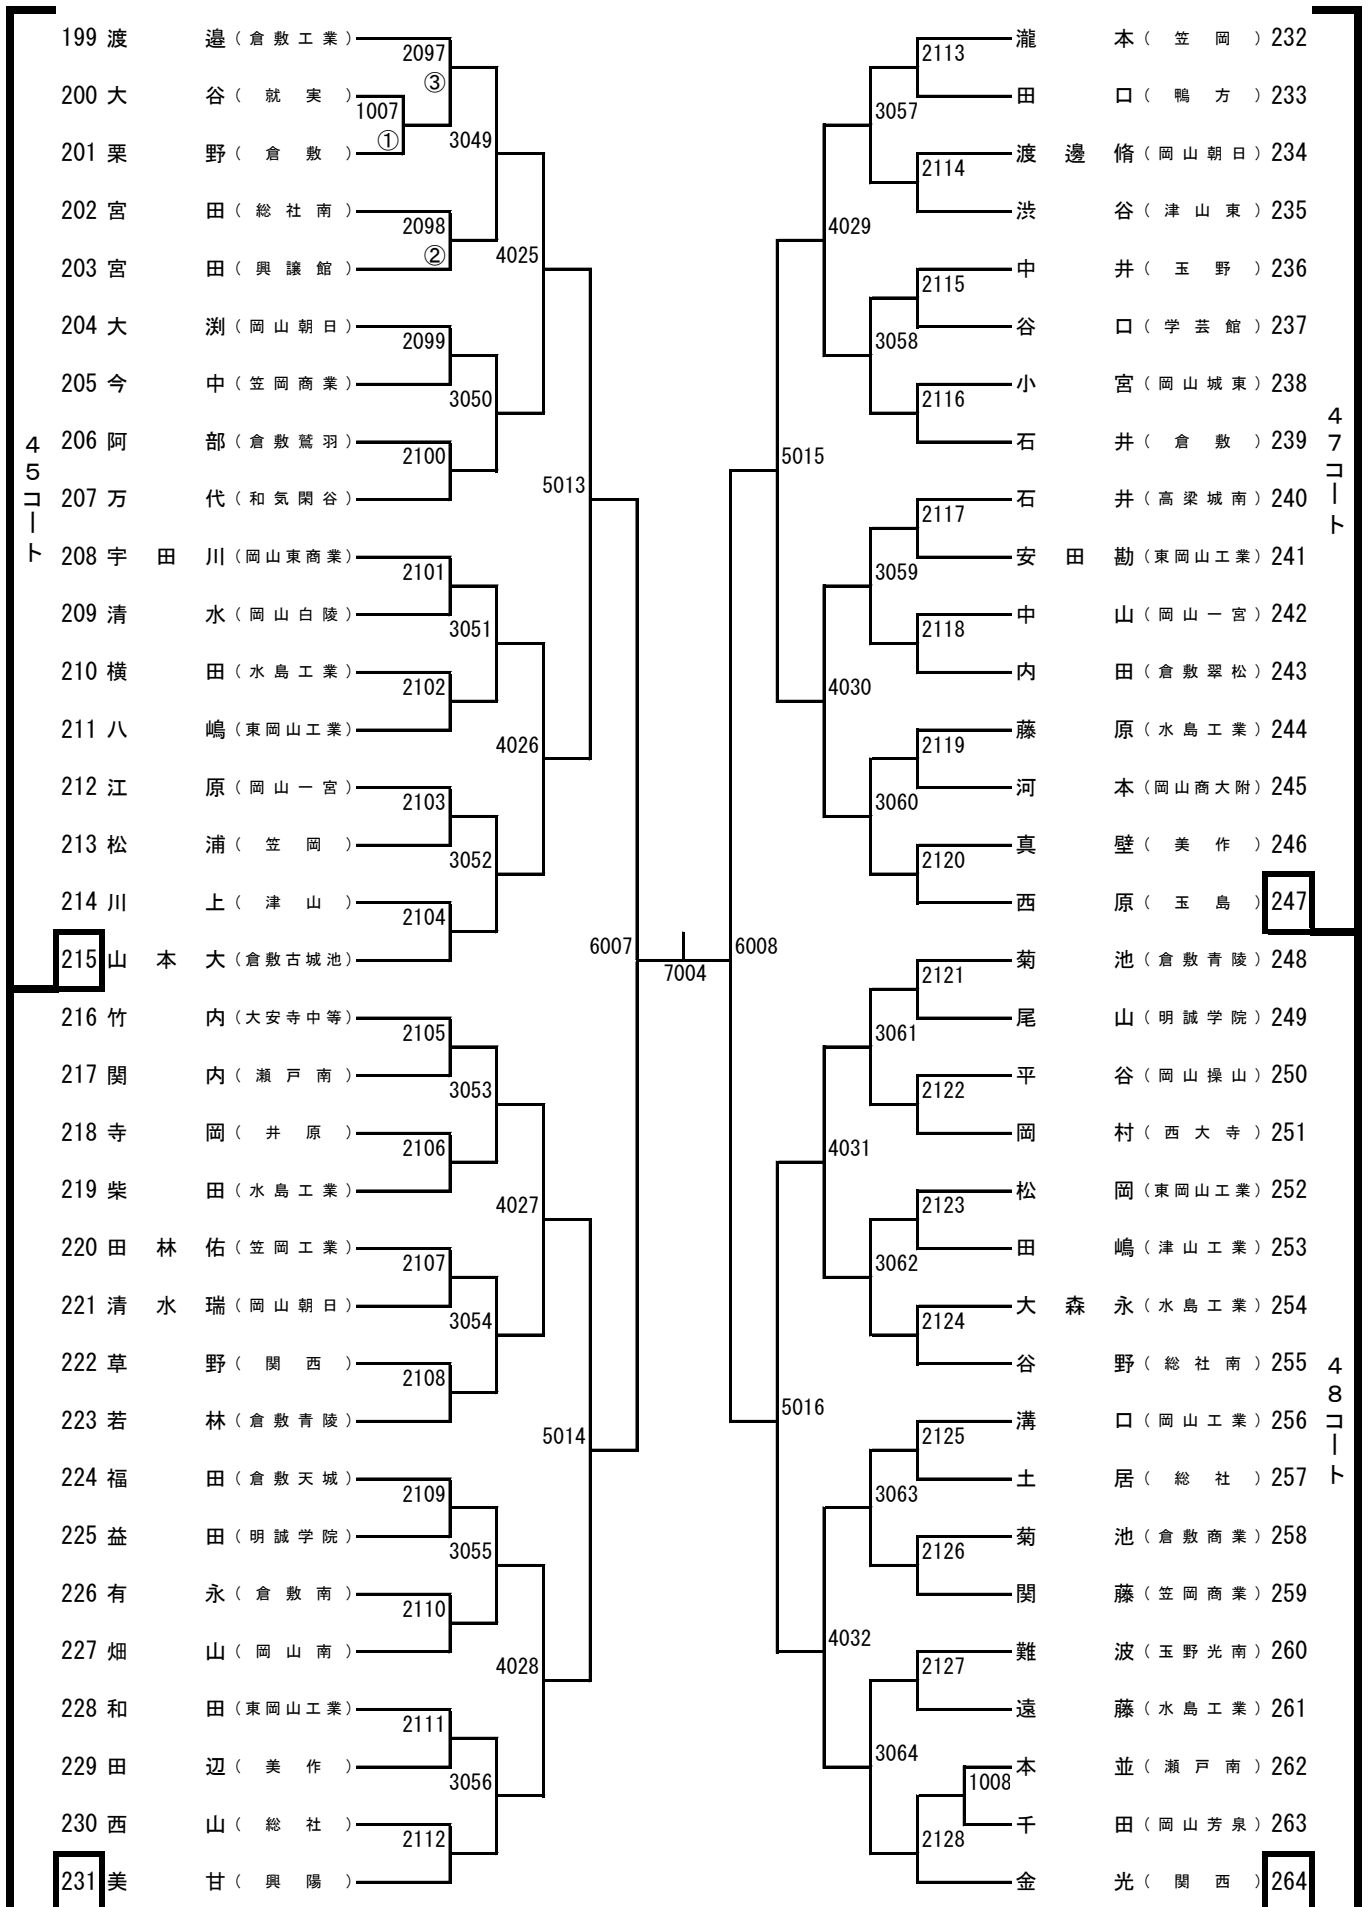 199 渡邉（倉敷工業）
200 大谷（就実）
201 栗野（倉敷）
202 宮田（総社南）
203 宮田（興譲館）
204 大渕（岡山朝日）
205 今中（笠岡商業）
206 阿部（倉敷鷲羽）
207 万代（和気閑谷）
208 宇田川（岡山東商業）
209 清水（岡山白陵）
210 横田（水島工業）
211 八嶋（東岡山工業）
212 江原（岡山一宮）
213 松浦（笠岡）
214 川上（津山）
215 山本大（倉敷古城池）
216 竹内（大安寺中等）
217 関内（瀬戸南）
218 寺岡（井原）
219 柴田（水島工業）
220 田林佑（笠岡工業）
221 清水瑞（岡山朝日）
222 草野（関西）
223 若林（倉敷青陵）
224 福田（倉敷天城）
225 益田（明誠学院）
226 有永（倉敷南）
227 畑山（岡山南）
228 和田（東岡山工業）
229 田辺（美作）
230 西山（総社）
231 美甘（興陽）
45コート
2097
③
1007
①
2098
②
2099
2100
2101
2102
2103
2104
2105
2106
2107
2108
2109
2110
2111
2112
3049
3050
3051
3052
3053
3054
3055
3056
4025
4026
4027
4028
5013
5014
6007
7004
6008
5015
5016
4029
4030
4031
4032
3057
3058
3059
3060
3061
3062
3063
3064
2113
2114
2115
2116
2117
2118
2119
2120
2121
2122
2123
2124
2125
2126
2127
1008
2128
瀧本（笠岡）232
田口（鴨方）233
渡邊脩（岡山朝日）234
渋谷（津山東）235
中井（玉野）236
谷口（学芸館）237
小宮（岡山城東）238
石井（倉敷）239
石井（高梁城南）240
安田勘（東岡山工業）241
中山（岡山一宮）242
内田（倉敷翠松）243
藤原（水島工業）244
河本（岡山商大附）245
真壁（美作）246
西原（玉島）247
菊池（倉敷青陵）248
尾山（明誠学院）249
平谷（岡山操山）250
岡村（西大寺）251
松岡（東岡山工業）252
田嶋（津山工業）253
大森永（水島工業）254
谷野（総社南）255
溝口（岡山工業）256
土居（総社）257
菊池（倉敷商業）258
関藤（笠岡商業）259
難波（玉野光南）260
遠藤（水島工業）261
本並（瀬戸南）262
千田（岡山芳泉）263
金光（関西）264
47コート
48コート